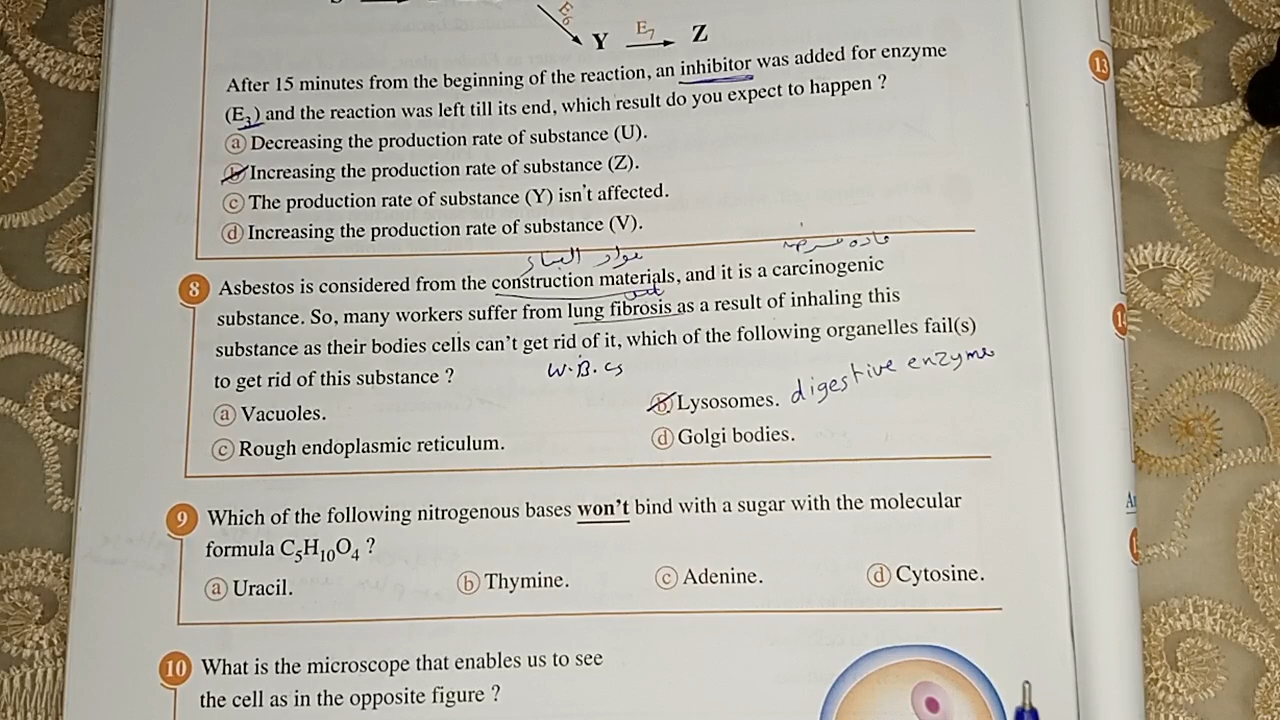 E6
Y E7 Z
After 15 minutes from the beginning of the reaction, an inhibitor was added for enzyme
(E3) and the reaction was left till its end, which result do you expect to happen ?
a Decreasing the production rate of substance (U).
b Increasing the production rate of substance (Z).
c The production rate of substance (Y) isn't affected.
d Increasing the production rate of substance (V).
مواد البناء
مادة مسرطنة
8 Asbestos is considered from the construction materials, and it is a carcinogenic
substance. So, many workers suffer from lung fibrosis as a result of inhaling this
substance as their bodies cells can't get rid of it, which of the following organelles fail(s)
to get rid of this substance ?
W.B.Cs
a Vacuoles.
b Lysosomes. digestive enzyme
c Rough endoplasmic reticulum.
d Golgi bodies.
9 Which of the following nitrogenous bases won't bind with a sugar with the molecular
formula C5H10O4 ?
a Uracil. b Thymine. c Adenine. d Cytosine.
10 What is the microscope that enables us to see
the cell as in the opposite figure ?
13